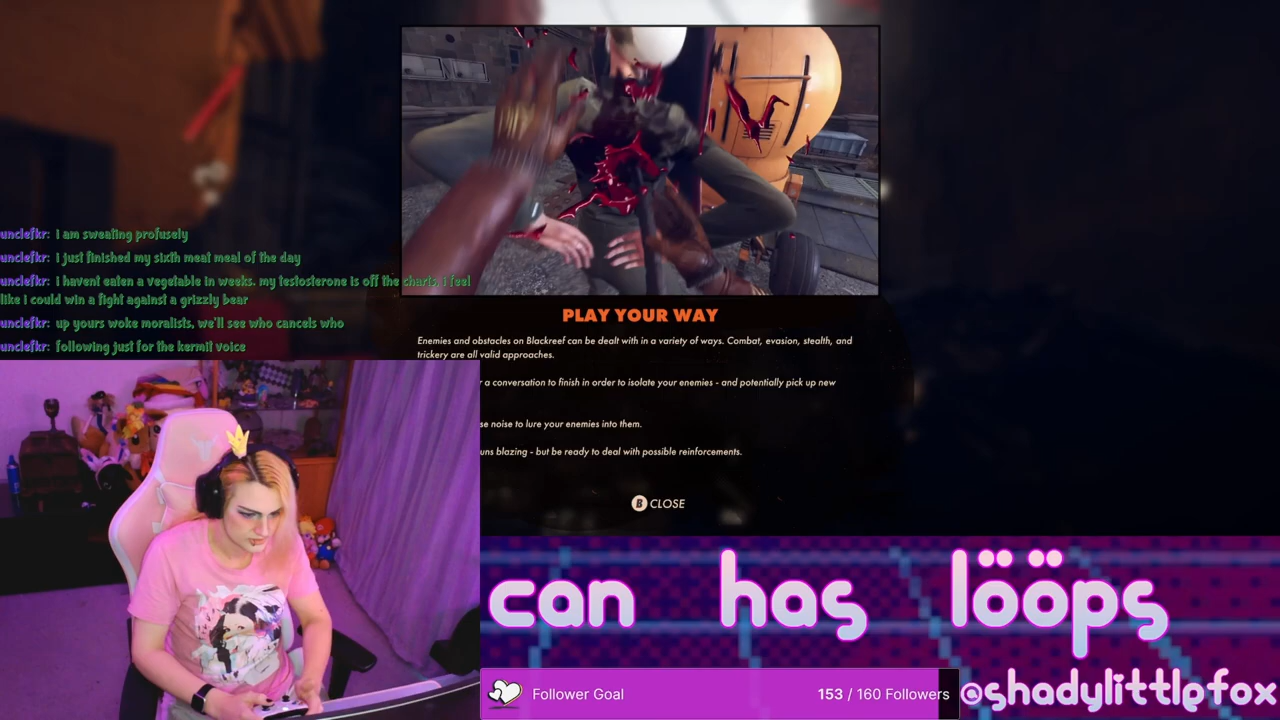 unclefkr: I am sweating profusely
unclefkr: I just finished my sixth meat meal of the day
unclefkr: I havent eaten a vegetable in weeks. my testosterone is off the charts. i feel
like i could win a fight against a grizzly bear
unclefkr: up yours woke moralists, we'll see who cancels who
unclefkr: following just for the kermit voice
PLAY YOUR WAY
Enemies and obstacles on Blackreef can be dealt with in a variety of ways. Combat, evasion, stealth, and
trickery are all valid approaches.
r a conversation to finish in order to isolate your enemies - and potentially pick up new
se noise to lure your enemies into them.
uns blazing - but be ready to deal with possible reinforcements.
B CLOSE
can has lööps
Follower Goal 153 / 160 Followers
@shadylittlefox